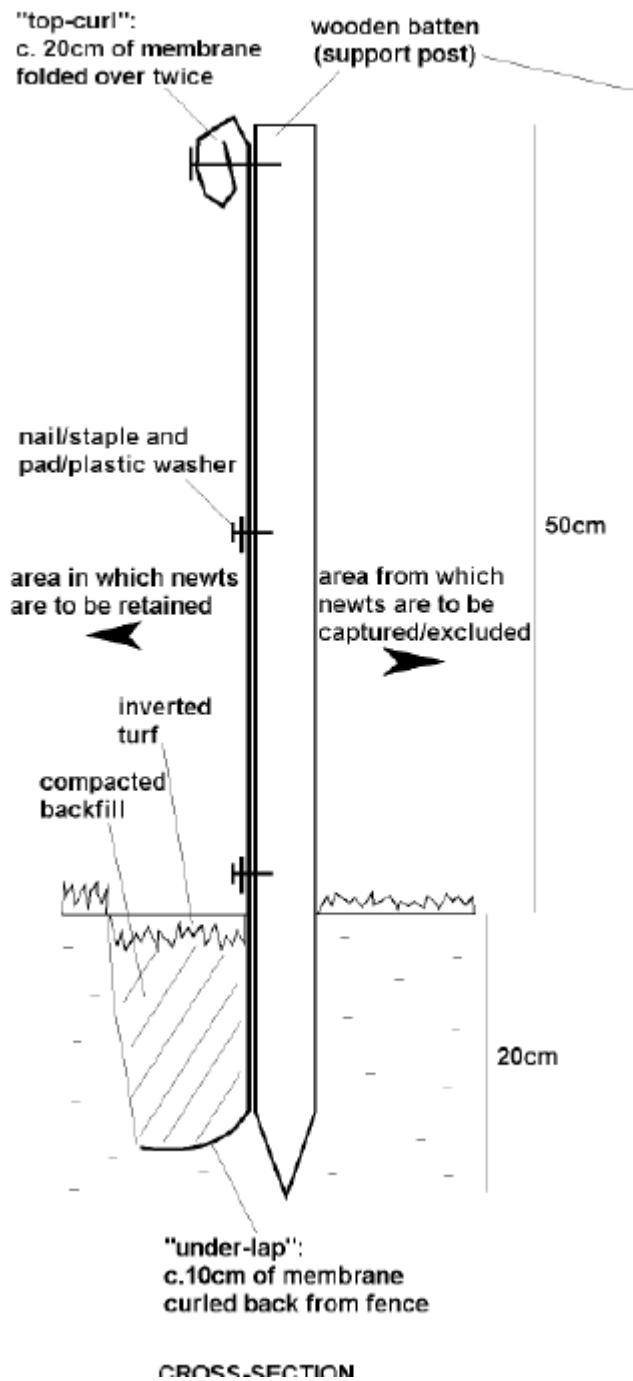 "top-curl":
c. 20cm of membrane
folded over twice
wooden batten
(support post)
nail/staple and
pad/plastic washer
50cm
area in which newts
are to be retained
area from which
newts are to be
captured/excluded
inverted
turf
compacted
backfill
20cm
"under-lap":
c.10cm of membrane
curled back from fence
CROSS-SECTION